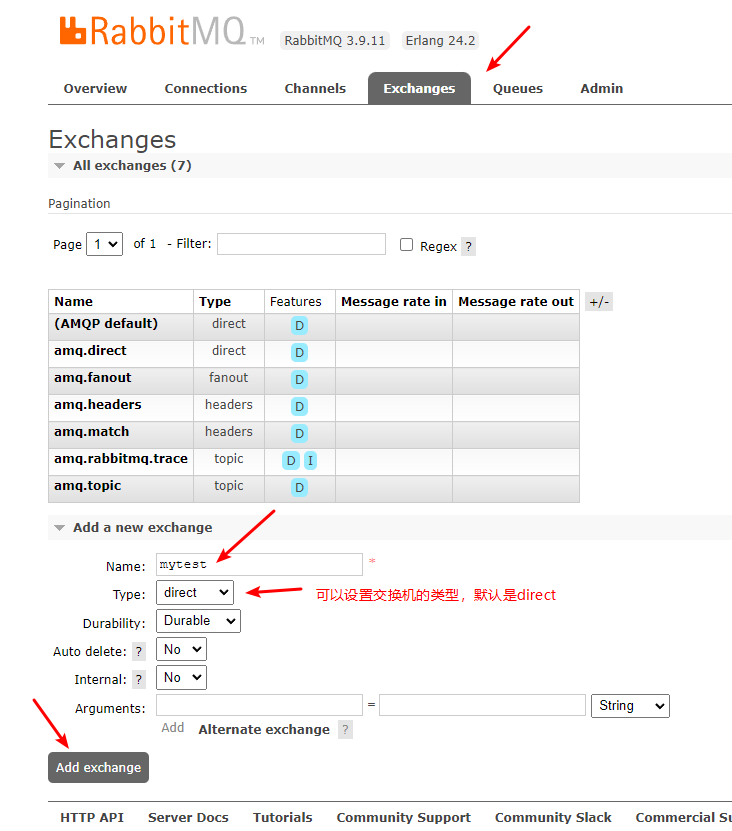 RabbitMQ TM RabbitMQ 3.9.11 Erlang 24.2
Overview Connections Channels Exchanges Queues Admin
Exchanges
All exchanges (7)
Pagination
Page 1 of 1 - Filter: Regex ?
Name Type Features Message rate in Message rate out +/-
(AMQP default) direct D
amq.direct direct D
amq.fanout fanout D
amq.headers headers D
amq.match headers D
amq.rabbitmq.trace topic D I
amq.topic topic D
Add a new exchange
Name: mytest *
Type: direct 可以设置交换机的类型，默认是direct
Durability: Durable
Auto delete: ? No
Internal: ? No
Arguments: = String
Add Alternate exchange ?
Add exchange
HTTP API Server Docs Tutorials Community Support Community Slack Commercial Su